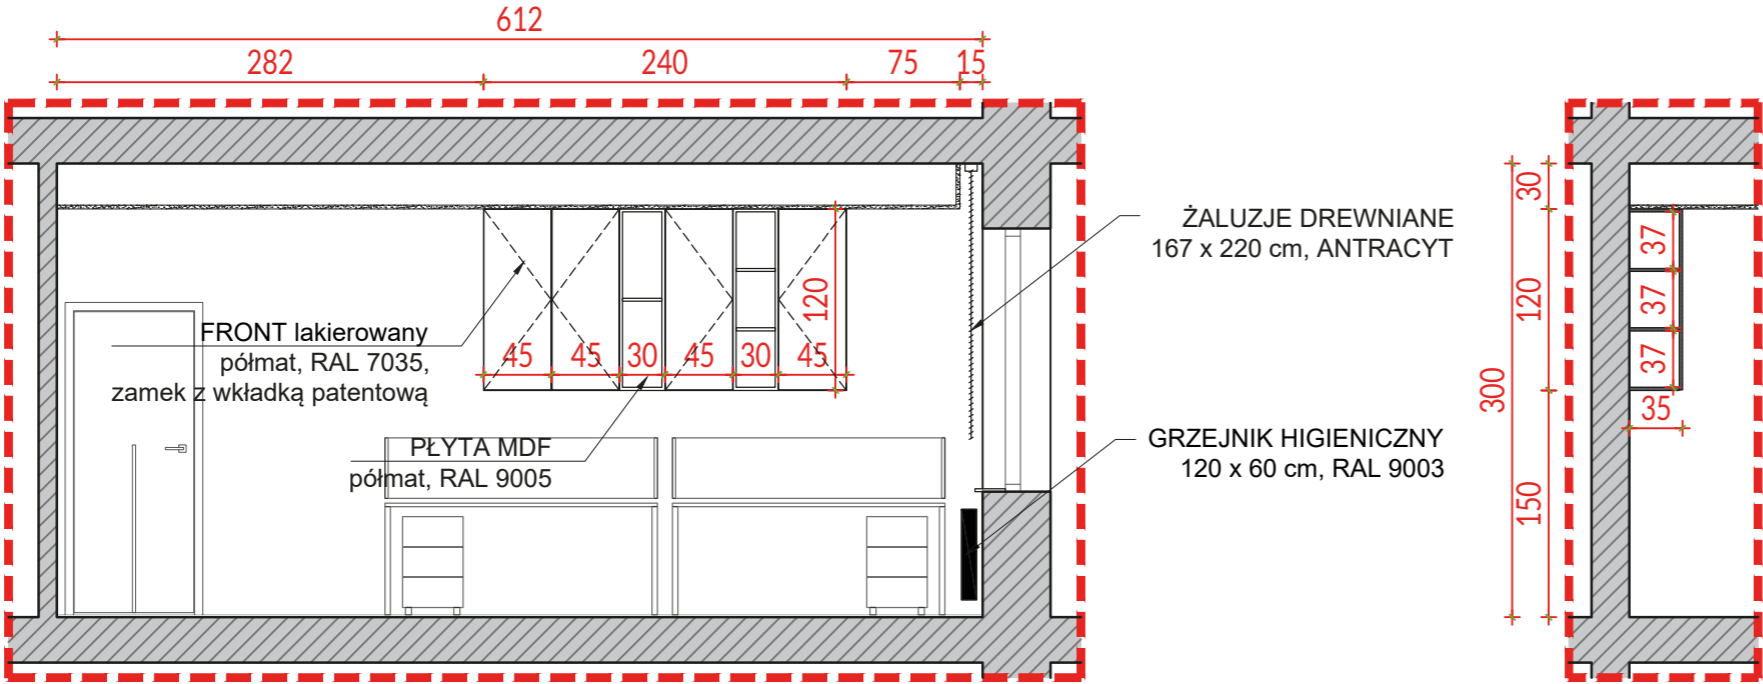 612
282 240 75 15
FRONT lakierowany
półmat, RAL 7035,
zamek z wkładką patentową
45 45 30 45 30 45
120
PŁYTA MDF
półmat, RAL 9005
ŻALUZJE DREWNIANE
167 x 220 cm, ANTRACYT
GRZEJNIK HIGIENICZNY
120 x 60 cm, RAL 9003
300
30
120
150
37
37
37
35